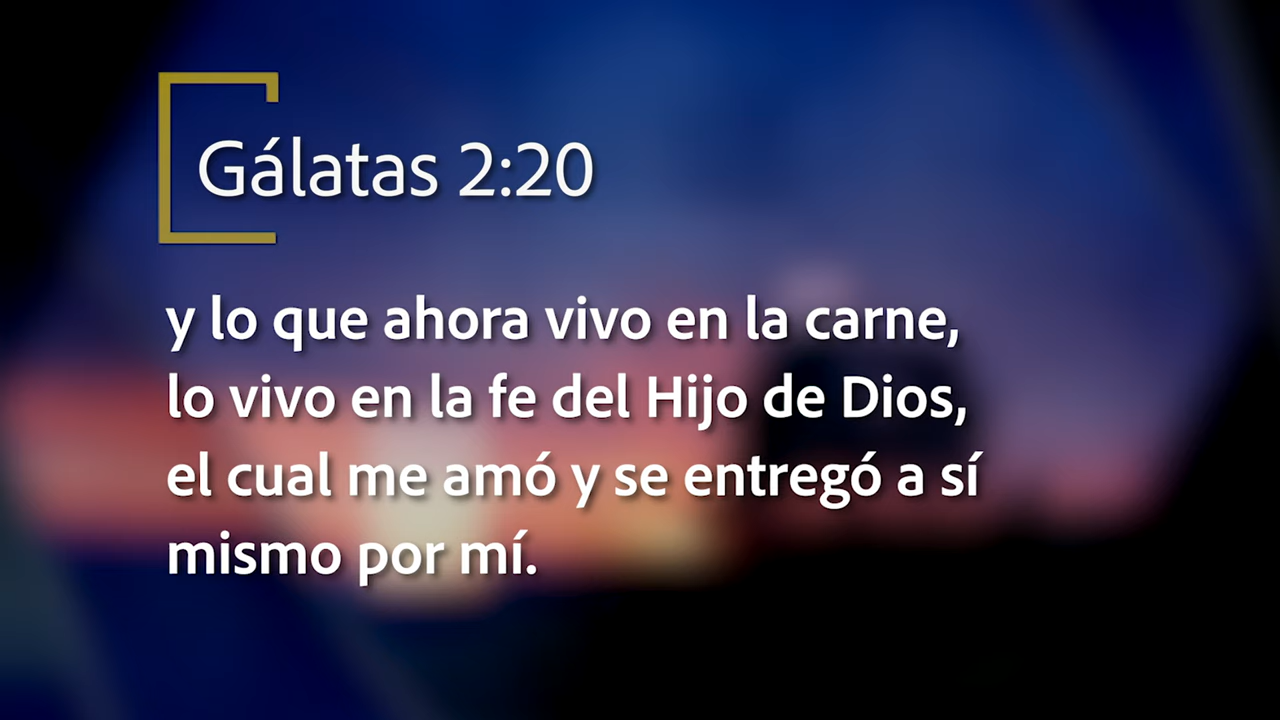 Gálatas 2:20
y lo que ahora vivo en la carne,
lo vivo en la fe del Hijo de Dios,
el cual me amó y se entregó a sí
mismo por mí.